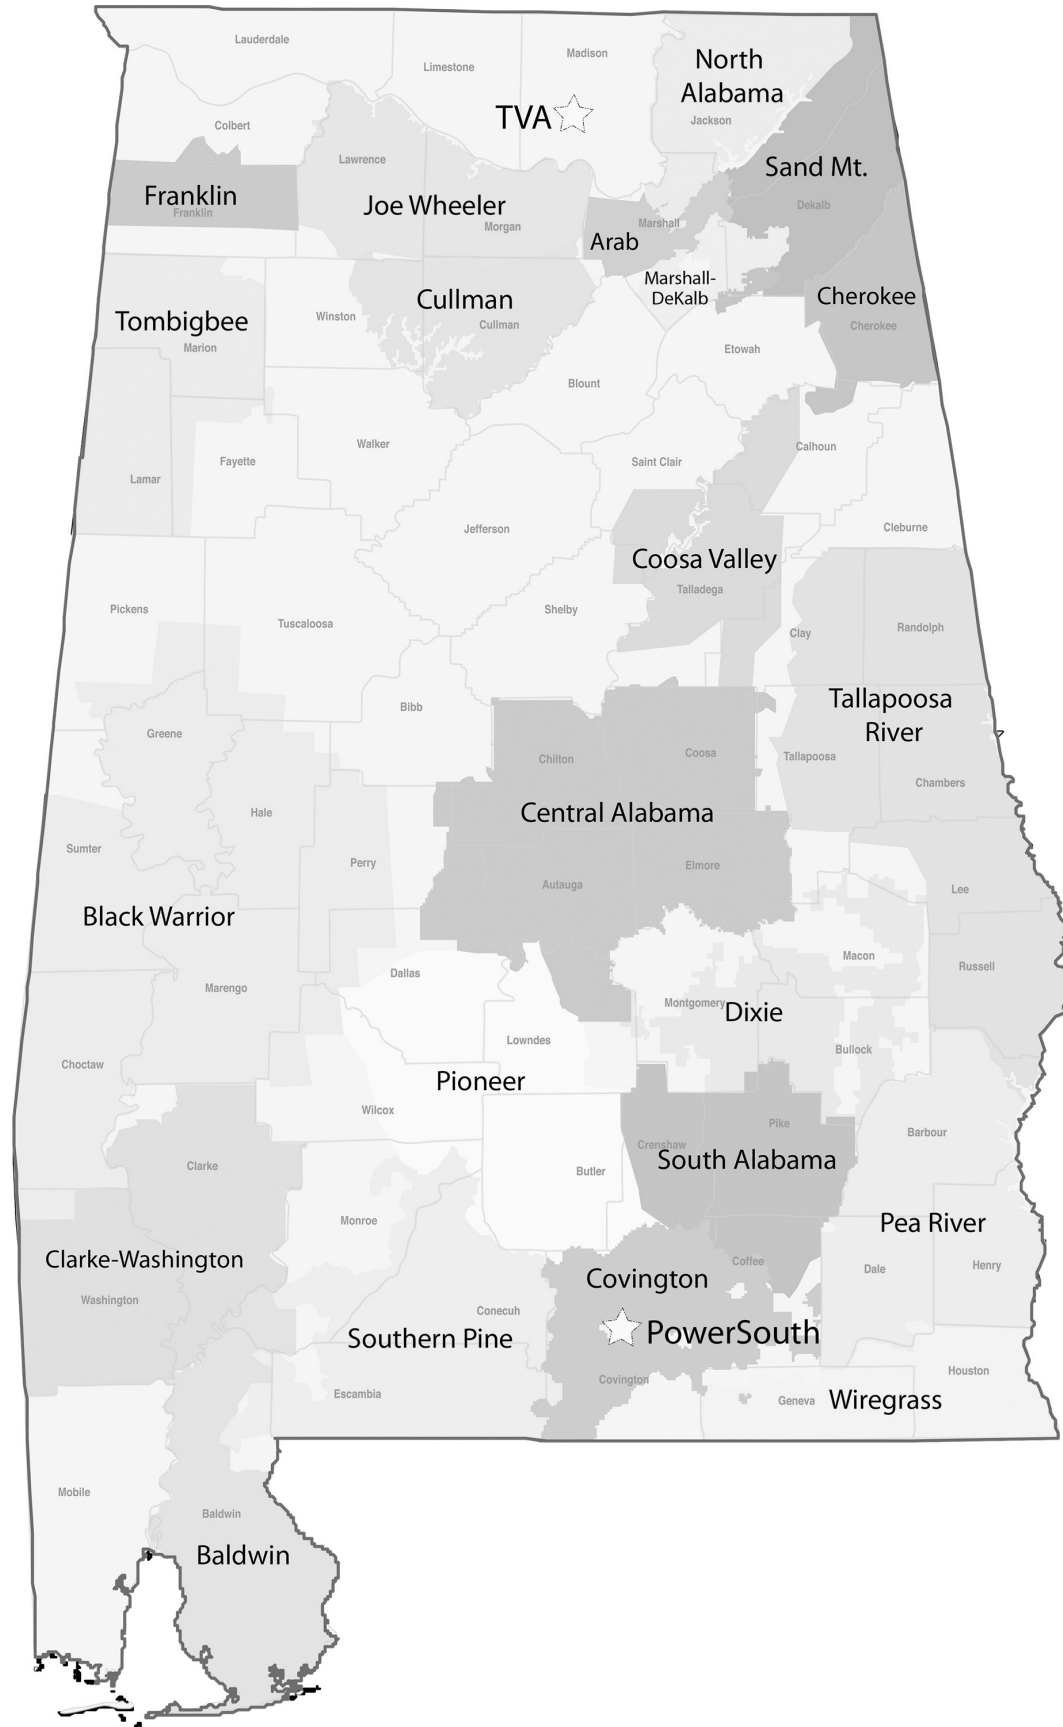 Lauderdale
Limestone
Madison
North
Alabama
TVA
Jackson
Colbert
Lawrence
Sand Mt.
Franklin
Franklin
Joe Wheeler
Morgan
Dekalb
Marshall
Arab
Marshall-
DeKalb
Cherokee
Cherokee
Cullman
Cullman
Tombigbee
Winston
Marion
Etowah
Blount
Walker
Calhoun
Fayette
Saint Clair
Lamar
Jefferson
Cleburne
Coosa Valley
Talladega
Pickens
Tuscaloosa
Shelby
Clay
Randolph
Tallapoosa
River
Bibb
Greene
Chilton
Coosa
Tallapoosa
Chambers
Central Alabama
Hale
Sumter
Perry
Autauga
Elmore
Lee
Black Warrior
Macon
Russell
Dallas
Marengo
Montgomery
Dixie
Lowndes
Bullock
Choctaw
Pioneer
Wilcox
Pike
Barbour
Crenshaw
South Alabama
Clarke
Butler
Monroe
Pea River
Clarke-Washington
Coffee
Dale
Henry
Covington
Washington
Conecuh
Southern Pine
PowerSouth
Houston
Covington
Escambia
Geneva
Wiregrass
Mobile
Baldwin
Baldwin